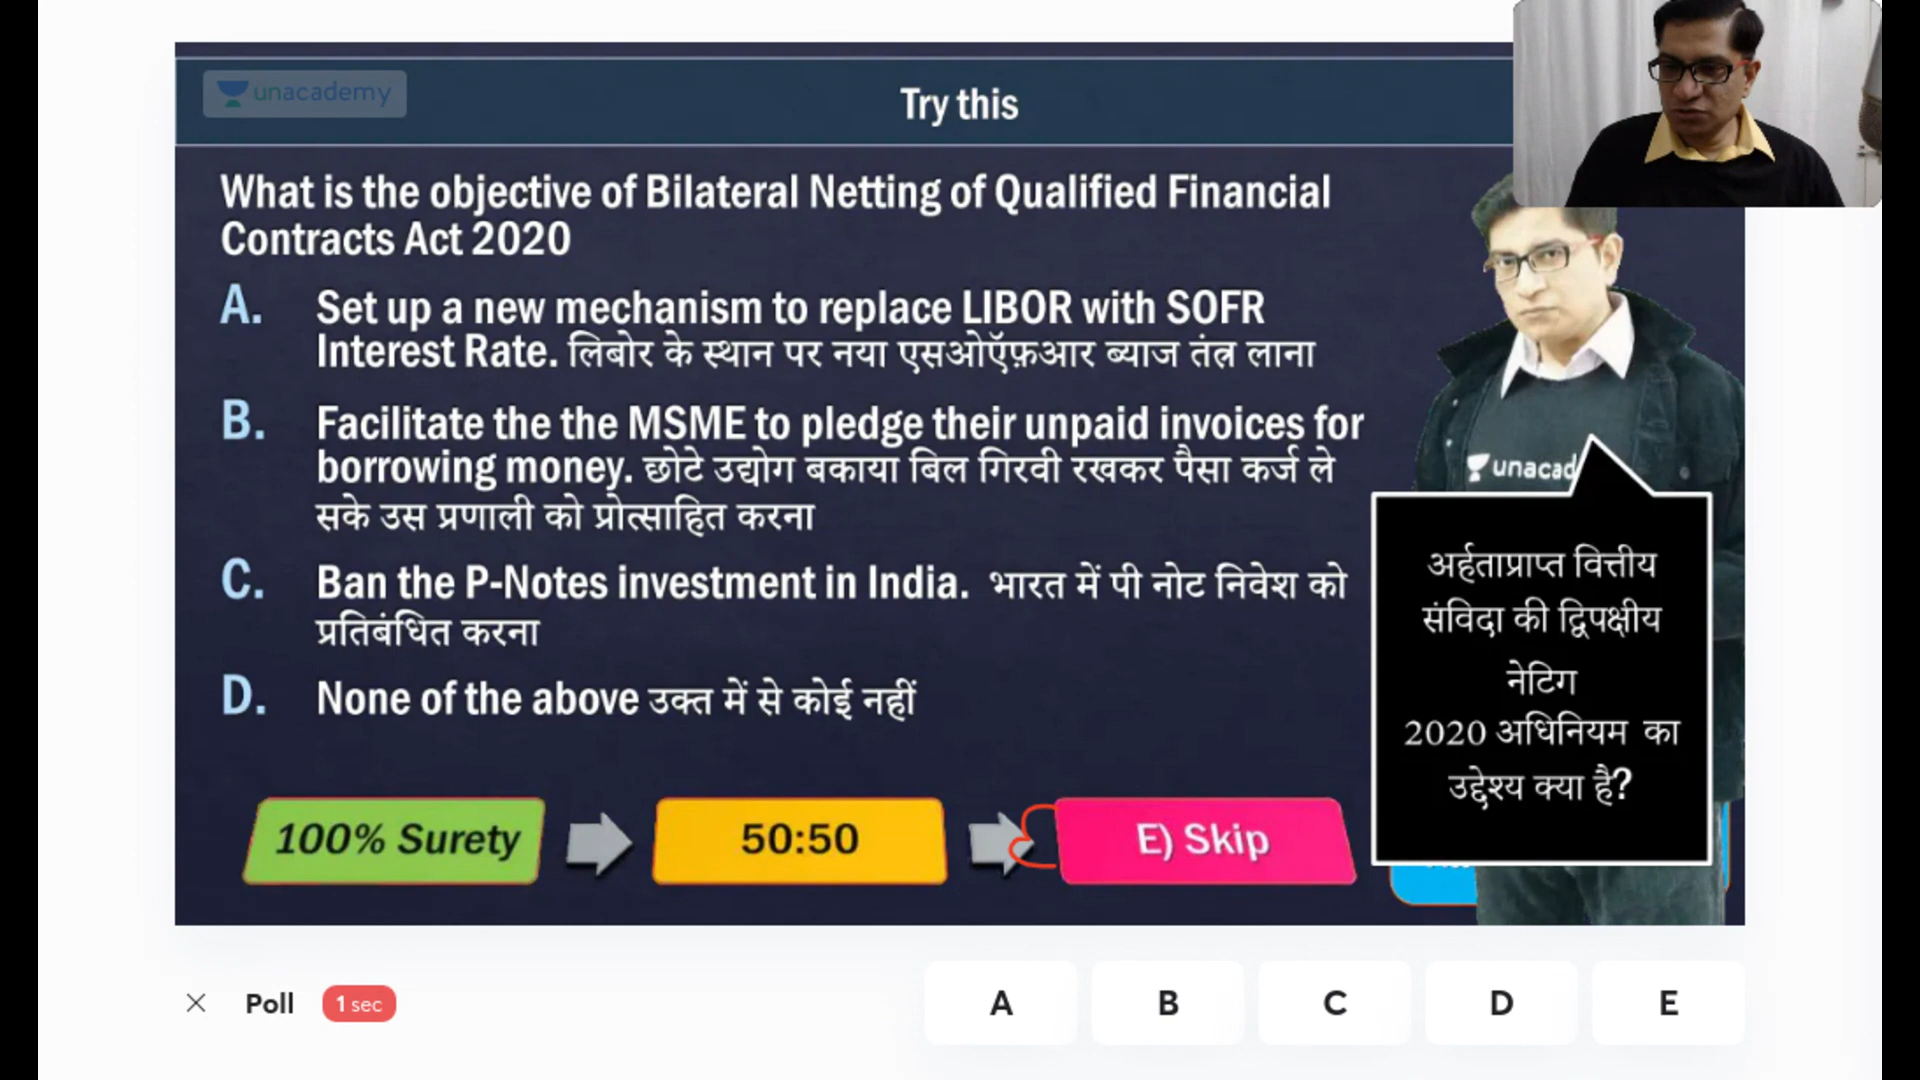 unacademy
Try this
What is the objective of Bilateral Netting of Qualified Financial
Contracts Act 2020
A. Set up a new mechanism to replace LIBOR with SOFR
Interest Rate. लिबोर के स्थान पर नया एसओऍफ़आर ब्याज तंत्र लाना
B. Facilitate the the MSME to pledge their unpaid invoices for
borrowing money. छोटे उद्योग बकाया बिल गिरवी रखकर पैसा कर्ज ले
सके उस प्रणाली को प्रोत्साहित करना
C. Ban the P-Notes investment in India. भारत में पी नोट निवेश को
प्रतिबंधित करना
D. None of the above उक्त में से कोई नहीं
100% Surety
50:50
E) Skip
unacad
अर्हताप्राप्त वित्तीय
संविदा की द्विपक्षीय
नेटिग
2020 अधिनियम का
उद्देश्य क्या है?
Poll 1 sec
A B C D E